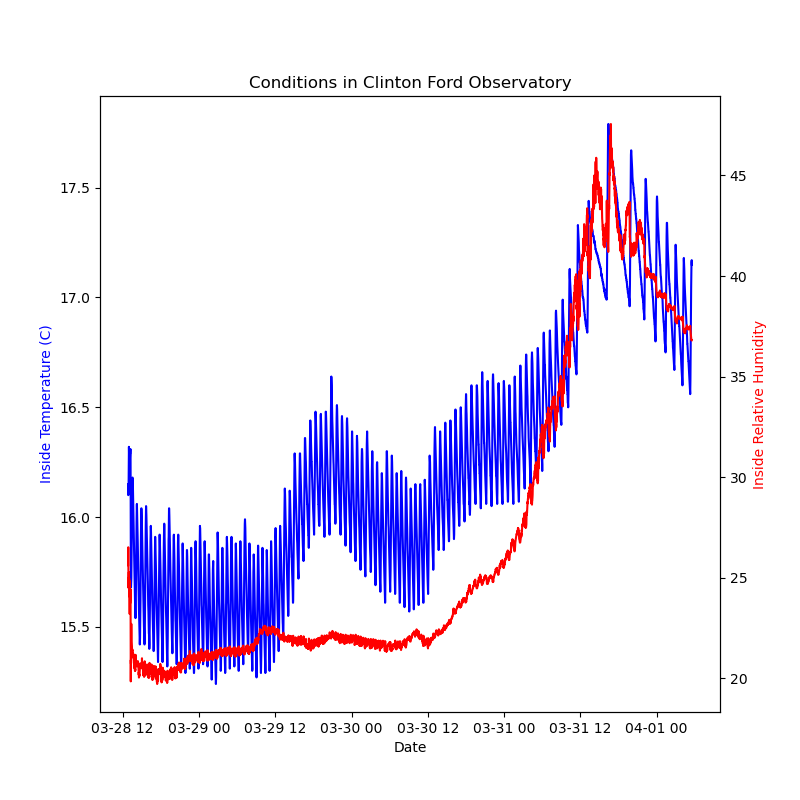 Conditions in Clinton Ford Observatory
Inside Temperature (C)
17.5
17.0
16.5
16.0
15.5
45
40
35
30
25
20
Inside Relative Humidity
03-28 12 03-29 00 03-29 12 03-30 00 03-30 12 03-31 00 03-31 12 04-01 00
Date